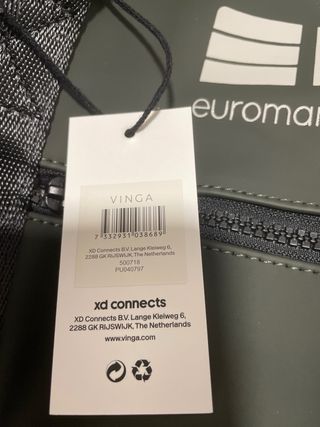 euromar
VINGA
7 332931 038689
XD Connects B.V. Lange Kleiweg 6,
2288 GK RIJSWIJK, The Netherlands
500718
PU040797
xd connects
XD Connects B.V. Lange Kleiweg 6,
2288 GK RIJSWIJK, The Netherlands
www.vinga.com